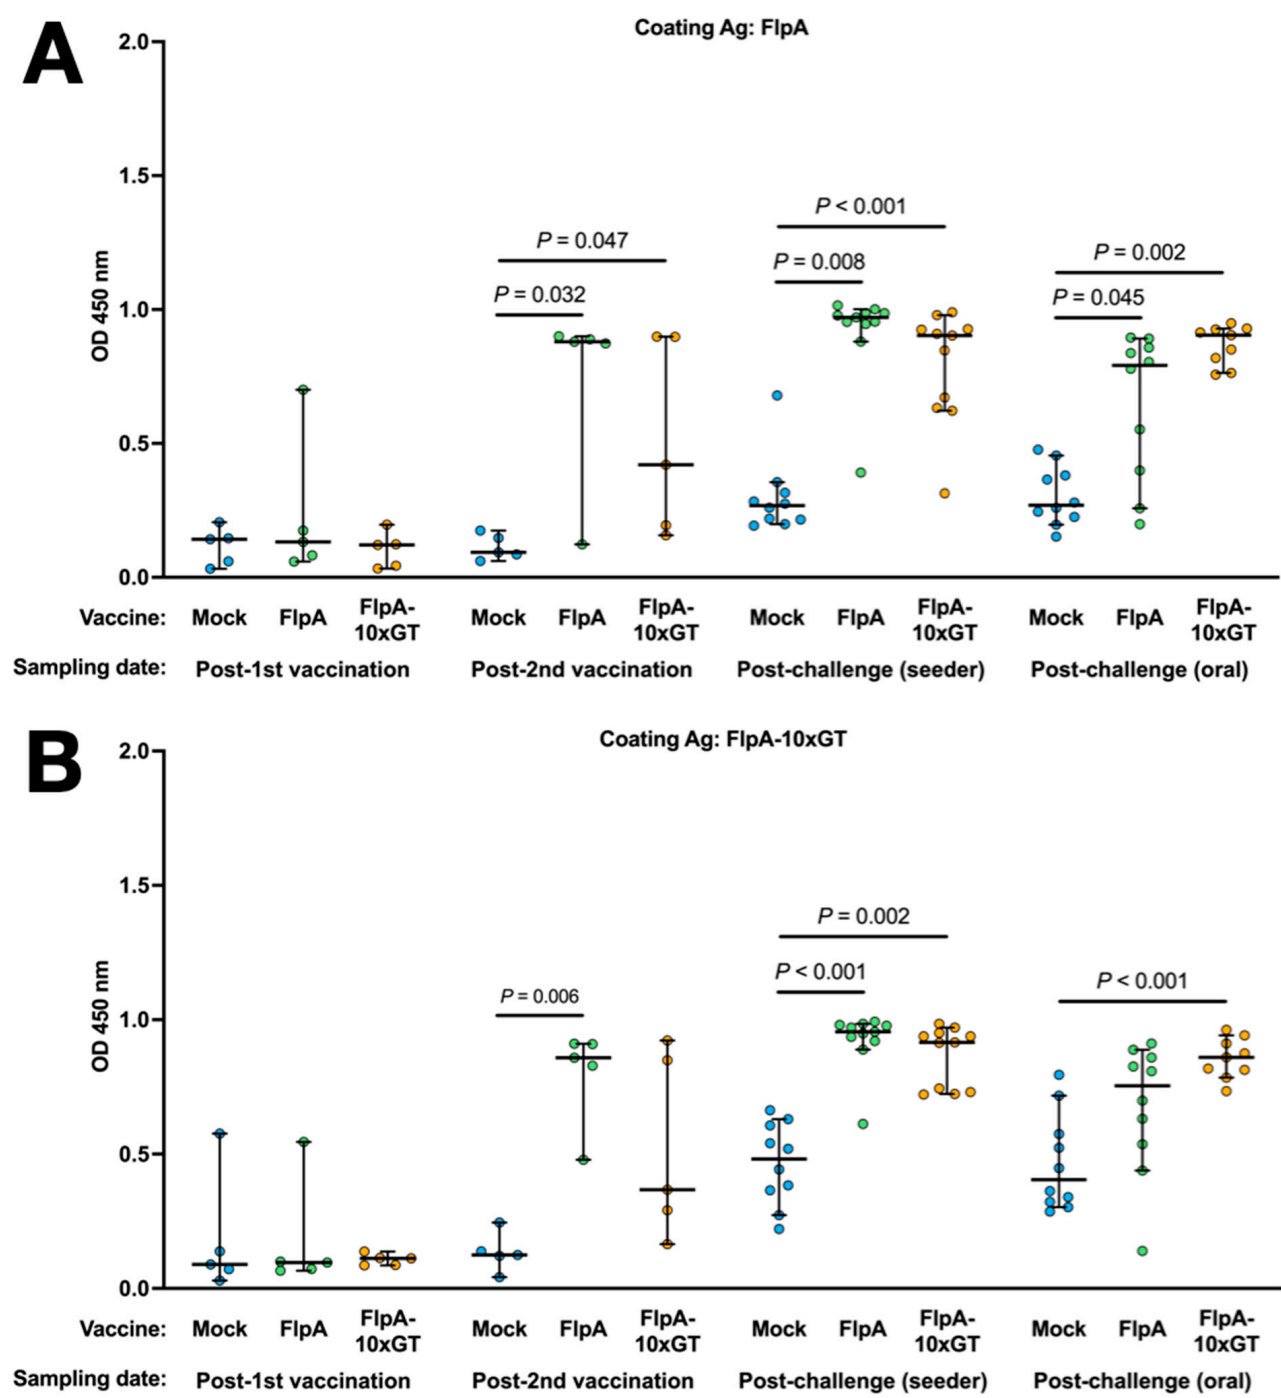 A
Coating Ag: FlpA
2.0
1.5
1.0
0.5
0.0
OD 450 nm
P = 0.032
P = 0.047
P = 0.008
P < 0.001
P = 0.045
P = 0.002
Vaccine: Mock FlpA FlpA-10xGT Mock FlpA FlpA-10xGT Mock FlpA FlpA-10xGT Mock FlpA FlpA-10xGT
Sampling date: Post-1st vaccination Post-2nd vaccination Post-challenge (seeder) Post-challenge (oral)
B
Coating Ag: FlpA-10xGT
2.0
1.5
1.0
0.5
0.0
OD 450 nm
P = 0.006
P < 0.001
P = 0.002
P < 0.001
Vaccine: Mock FlpA FlpA-10xGT Mock FlpA FlpA-10xGT Mock FlpA FlpA-10xGT Mock FlpA FlpA-10xGT
Sampling date: Post-1st vaccination Post-2nd vaccination Post-challenge (seeder) Post-challenge (oral)